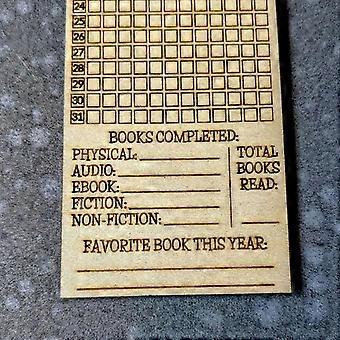 24
25
26
27
28
29
30
31
BOOKS COMPLETED:
PHYSICAL:
AUDIO:
EBOOK:
FICTION:
NON-FICTION:
TOTAL
BOOKS
READ:
FAVORITE BOOK THIS YEAR: